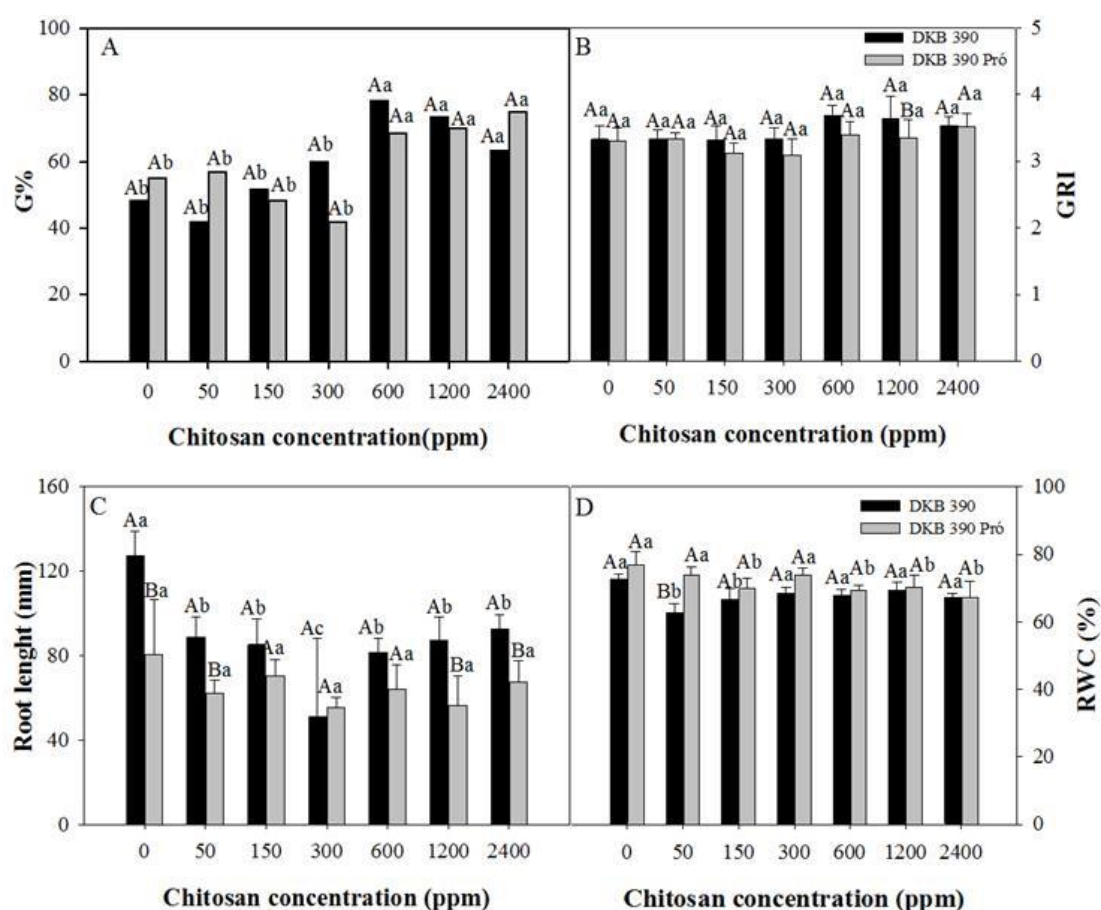 A
G%
100
80
60
40
20
0
Ab Ab Ab Ab Ab Ab Ab Ab Aa Aa Aa Aa Aa Aa
0 50 150 300 600 1200 2400
Chitosan concentration(ppm)
B
DKB 390
DKB 390 Pró
GRI
5
4
3
2
1
0
Aa Aa Aa Aa Aa Aa Aa Aa Aa Aa Aa Ba Aa Aa
0 50 150 300 600 1200 2400
Chitosan concentration (ppm)
C
Root lenght (mm)
160
120
80
40
0
Aa Ba Ab Ba Ab Aa Ac Aa Ab Aa Ab Ba Ab Ba
0 50 150 300 600 1200 2400
Chitosan concentration (ppm)
D
DKB 390
DKB 390 Pró
RWC (%)
100
80
60
40
20
0
Aa Aa Bb Aa Ab Ab Aa Aa Aa Ab Aa Ab Aa Ab
0 50 150 300 600 1200 2400
Chitosan concentration (ppm)